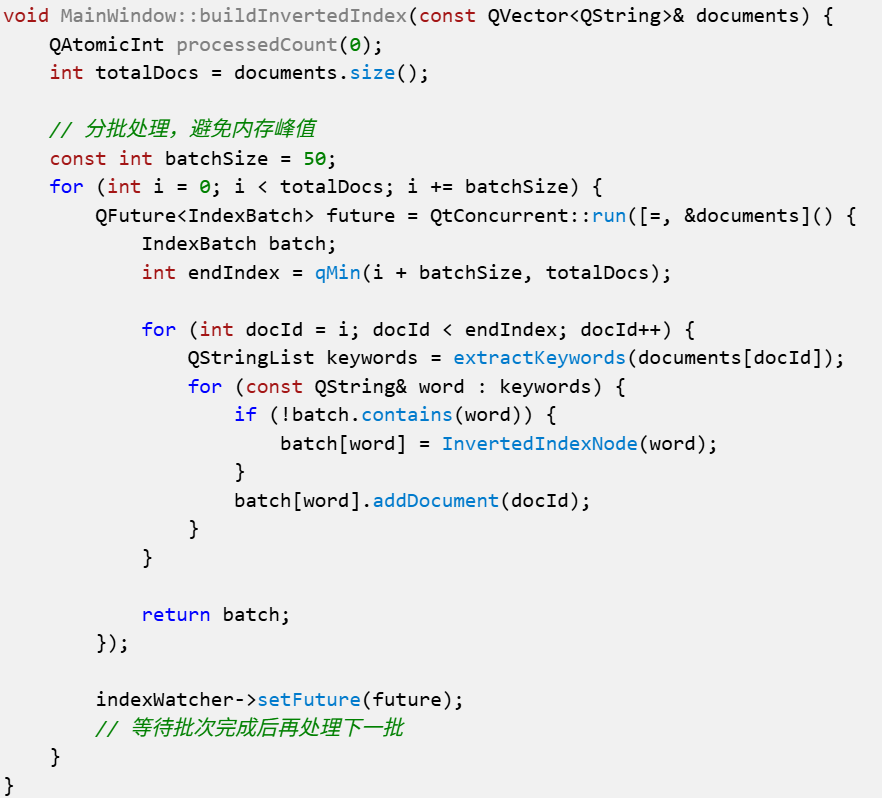 void MainWindow::buildInvertedIndex(const QVector<QString>& documents) {
    QAtomicInt processedCount(0);
    int totalDocs = documents.size();

    // 分批处理，避免内存峰值
    const int batchSize = 50;
    for (int i = 0; i < totalDocs; i += batchSize) {
        QFuture<IndexBatch> future = QtConcurrent::run([=, &documents]() {
            IndexBatch batch;
            int endIndex = qMin(i + batchSize, totalDocs);

            for (int docId = i; docId < endIndex; docId++) {
                QStringList keywords = extractKeywords(documents[docId]);
                for (const QString& word : keywords) {
                    if (!batch.contains(word)) {
                        batch[word] = InvertedIndexNode(word);
                    }
                    batch[word].addDocument(docId);
                }
            }

            return batch;
        });

        indexWatcher->setFuture(future);
        // 等待批次完成后再处理下一批
    }
}